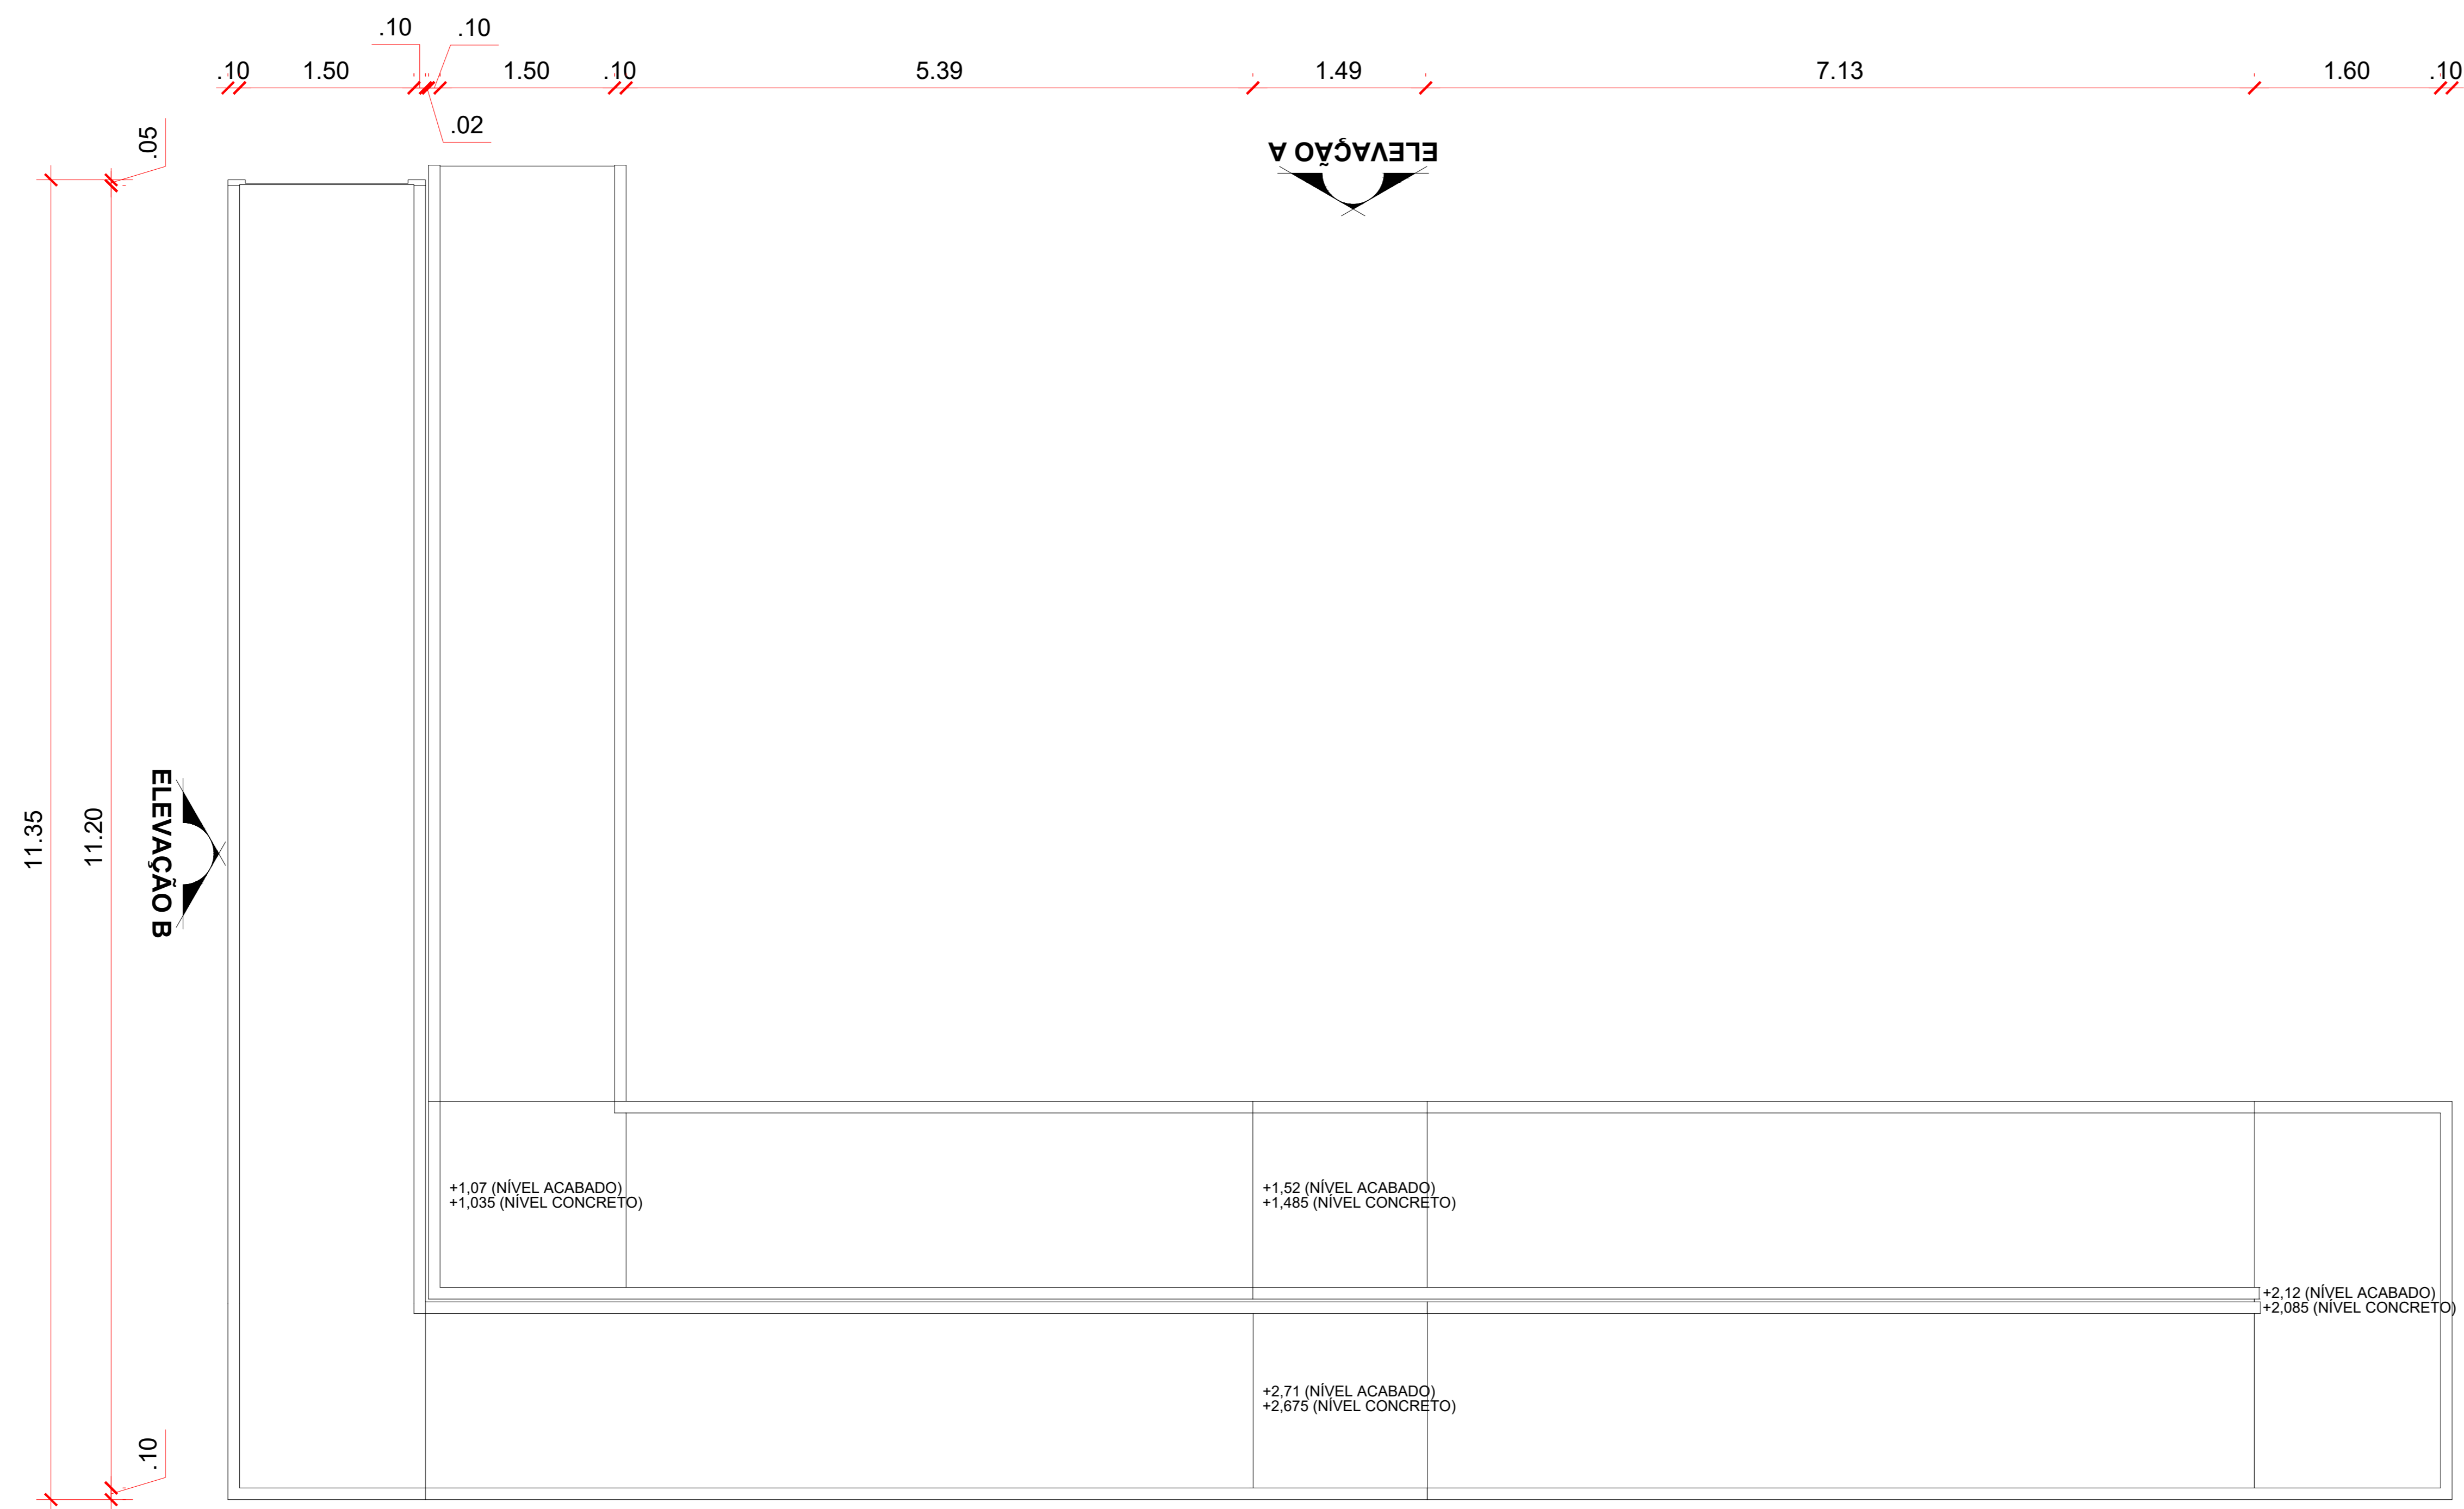 .10 .10
.10 1.50 1.50 .10 5.39 1.49 7.13 1.60 .10
.02
.05
ELEVAÇÃO A
ELEVAÇÃO B
11.35
11.20
+1,07 (NÍVEL ACABADO)
+1,035 (NÍVEL CONCRETO)
+1,52 (NÍVEL ACABADO)
+1,485 (NÍVEL CONCRETO)
+2,12 (NÍVEL ACABADO)
+2,085 (NÍVEL CONCRETO)
+2,71 (NÍVEL ACABADO)
+2,675 (NÍVEL CONCRETO)
.10